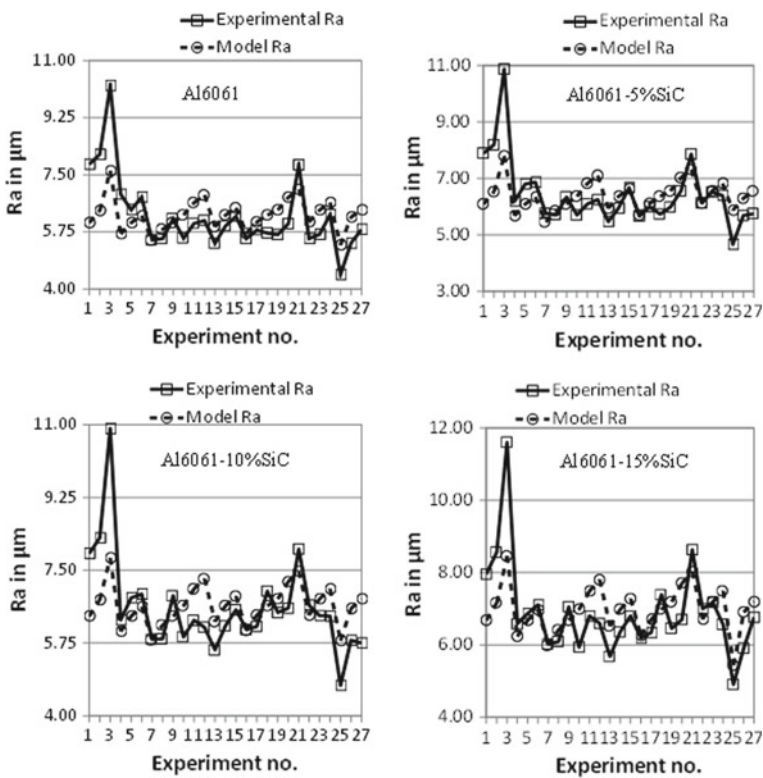 Experimental Ra
Model Ra
11.00
9.25
7.50
5.75
4.00
Ra in µm
Al6061
1 3 5 7 9 11 13 15 17 19 21 23 25 27
Experiment no.
Experimental Ra
Model Ra
11.00
9.00
7.00
5.00
3.00
Ra in µm
Al6061-5%SiC
1 3 5 7 9 11 13 15 17 19 21 23 25 27
Experiment no.
Experimental Ra
Model Ra
11.00
9.25
7.50
5.75
4.00
Ra in µm
Al6061-10%SiC
1 3 5 7 9 11 13 15 17 19 21 23 25 27
Experiment no.
Experimental Ra
Model Ra
12.00
10.00
8.00
6.00
4.00
Ra in µm
Al6061-15%SiC
1 3 5 7 9 11 13 15 17 19 21 23 25 27
Experiment no.